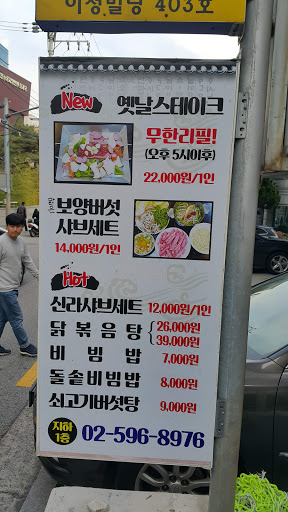 하정빌딩 403호
New 옛날스테이크
무한리필!
(오후 5시이후)
22,000원/1인
보양버섯
샤브세트
14,000원/1인
Hot
신라샤브세트 12,000원/1인
닭볶음탕 26,000원
39,000원
비빔밥 7,000원
돌솥비빔밥 8,000원
쇠고기버섯탕 9,000원
지하
1층 02-596-8976